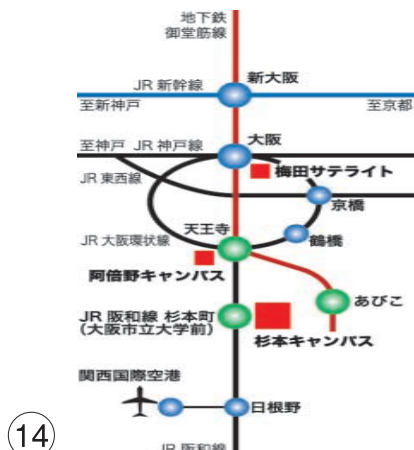 地下鉄
御堂筋線
JR 新幹線
新大阪
至新神戸
至京都
至神戸 JR 神戸線
大阪
梅田サテライト
JR 東西線
京橋
天王寺
鶴橋
JR 大阪環状線
阿倍野キャンパス
あびこ
JR 阪和線 杉本町
(大阪市立大学前)
杉本キャンパス
関西国際空港
日根野
14
JR 阪和線